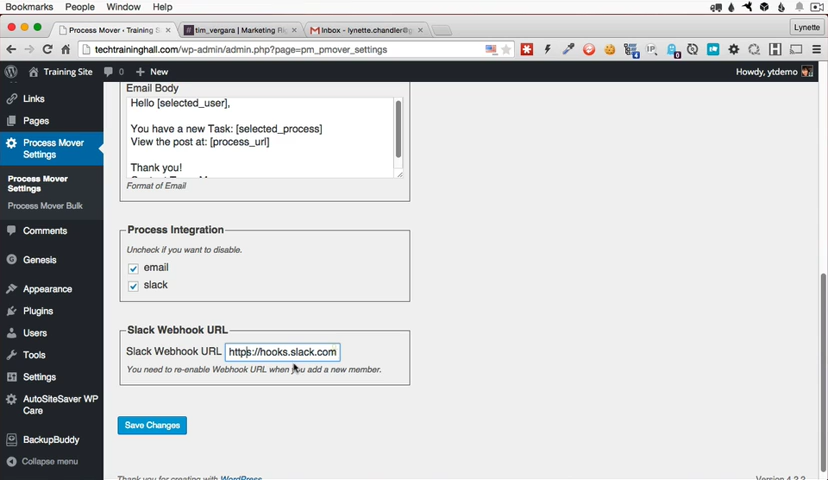 Bookmarks People Window Help
Process Mover ‹ Training S
tim_vergara | Marketing Ri
Inbox - lynette.chandler@g
Lynette
techtraininghall.com/wp-admin/admin.php?page=pm_pmover_settings
Training Site 0 + New
Howdy, ytdemo
Links
Pages
Process Mover
Settings
Process Mover
Settings
Process Mover Bulk
Comments
Genesis
Appearance
Plugins
Users
Tools
Settings
AutoSiteSaver WP
Care
BackupBuddy
Collapse menu
Email Body
Hello [selected_user],
You have a new Task: [selected_process]
View the post at: [process_url]
Thank you!
Format of Email
Process Integration
Uncheck if you want to disable.
email
slack
Slack Webhook URL
Slack Webhook URL https://hooks.slack.com
You need to re-enable Webhook URL when you add a new member.
Save Changes
Thank you for creating with WordPress
Version 4.2.2